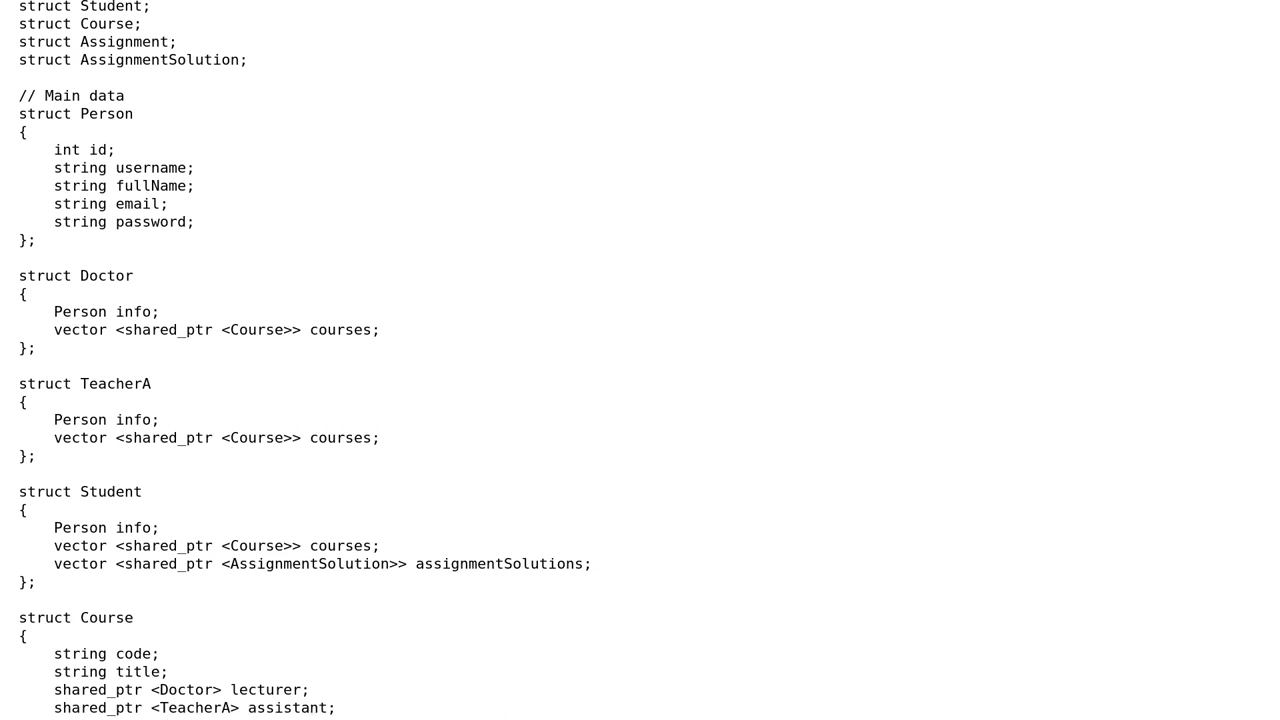 struct Student;
struct Course;
struct Assignment;
struct AssignmentSolution;

// Main data
struct Person
{
    int id;
    string username;
    string fullName;
    string email;
    string password;
};

struct Doctor
{
    Person info;
    vector <shared_ptr <Course>> courses;
};

struct TeacherA
{
    Person info;
    vector <shared_ptr <Course>> courses;
};

struct Student
{
    Person info;
    vector <shared_ptr <Course>> courses;
    vector <shared_ptr <AssignmentSolution>> assignmentSolutions;
};

struct Course
{
    string code;
    string title;
    shared_ptr <Doctor> lecturer;
    shared_ptr <TeacherA> assistant;